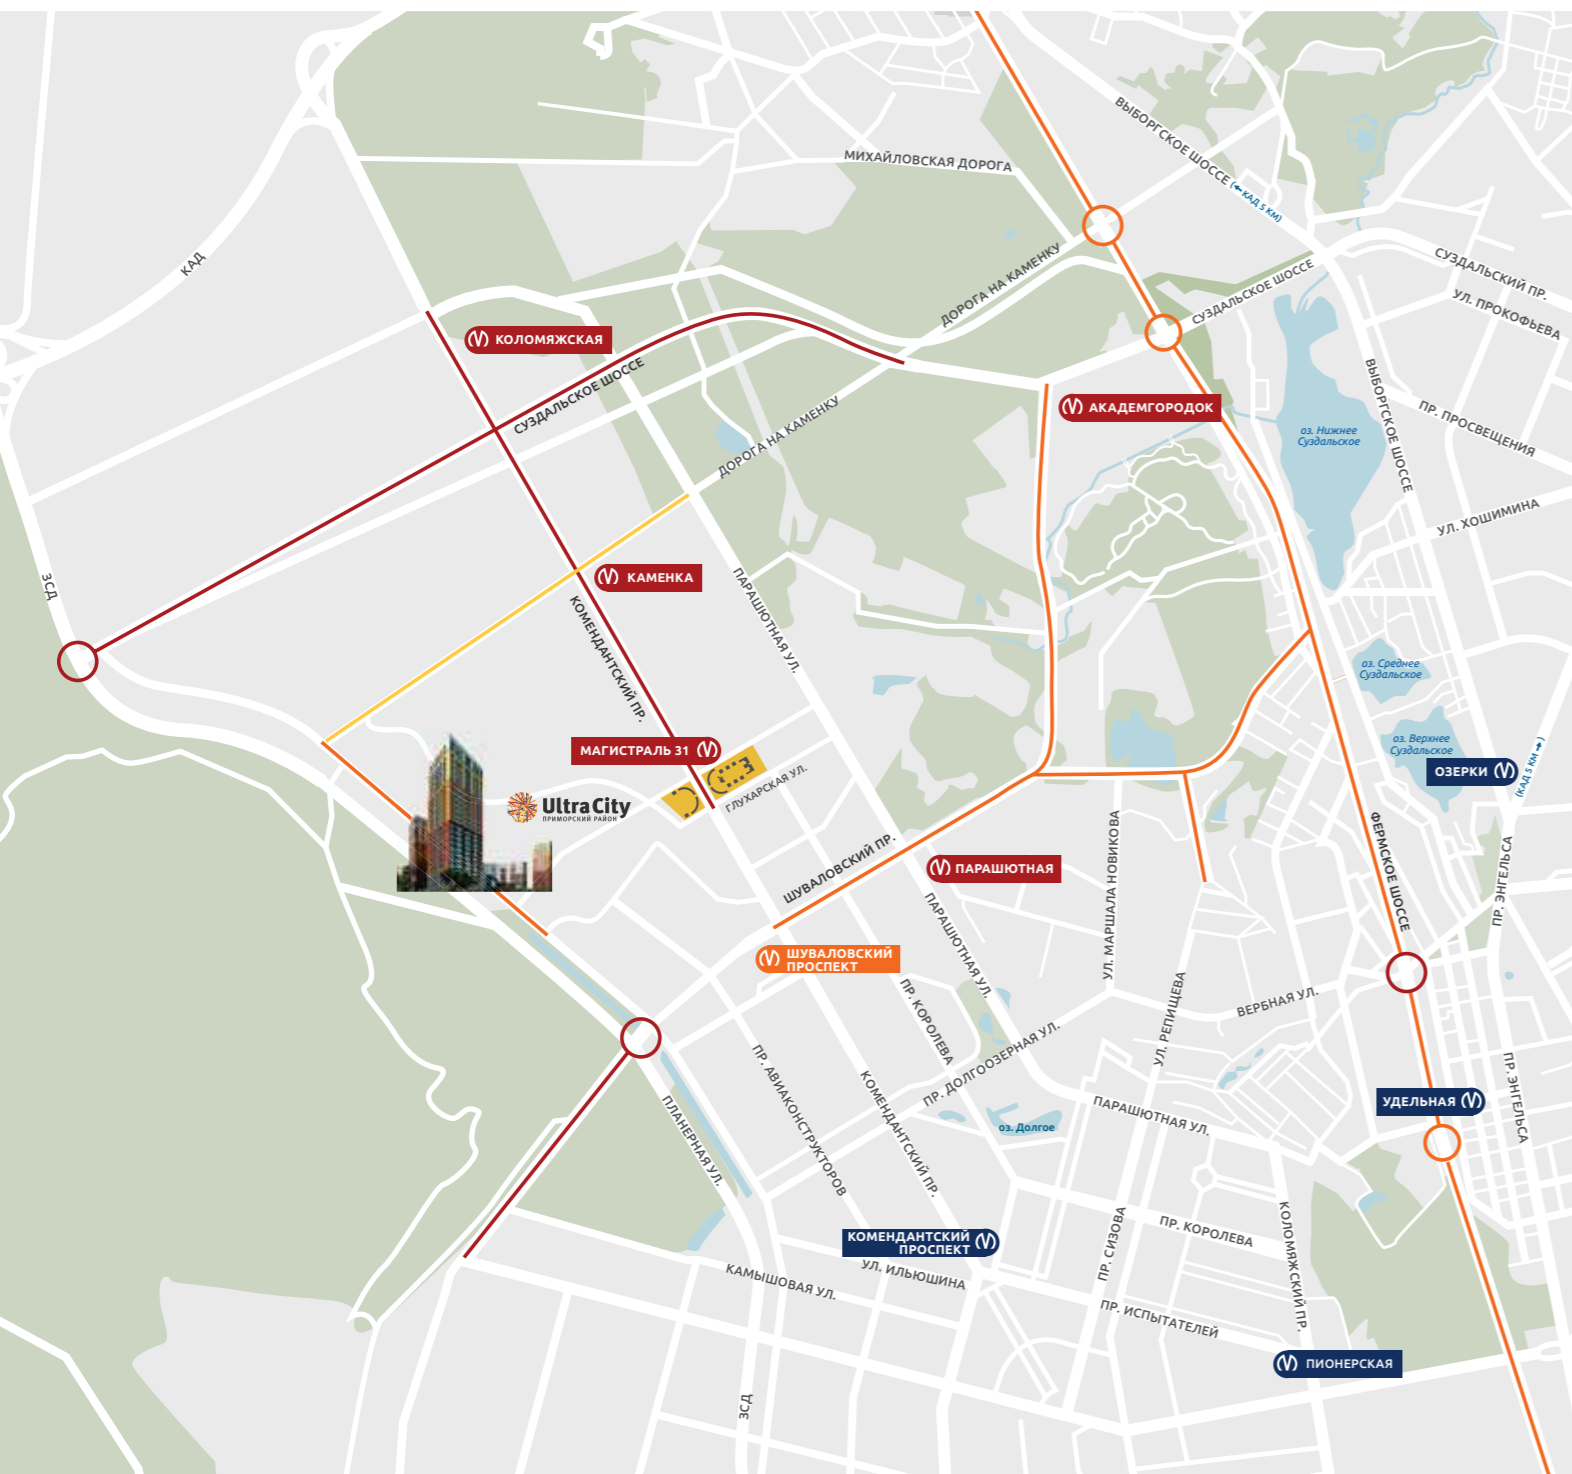 ВЫБОРГСКОЕ ШОССЕ
(← КАД 5 КМ)
МИХАЙЛОВСКАЯ ДОРОГА
КАД
ДОРОГА НА КАМЕНКУ
СУЗДАЛЬСКОЕ ШОССЕ
СУЗДАЛЬСКИЙ ПР.
УЛ. ПРОКОФЬЕВА
КОЛОМЯЖСКАЯ
СУЗДАЛЬСКОЕ ШОССЕ
ВЫБОРГСКОЕ ШОССЕ
АКАДЕМГОРОДОК
ПР. ПРОСВЕЩЕНИЯ
ДОРОГА НА КАМЕНКУ
оз. Нижнее
Суздальское
УЛ. ХОШИМИНА
ЗСД
КАМЕНКА
КОМЕНДАНТСКИЙ ПР.
ПАРАШЮТНАЯ УЛ.
оз. Среднее
Суздальское
МАГИСТРАЛЬ 31
оз. Верхнее
Суздальское
ОЗЕРКИ
(КАД 5 КМ →)
ГЛУХАРСКАЯ УЛ.
UltraCity
ПРИМОРСКИЙ РАЙОН
ШУВАЛОВСКИЙ ПР.
ПАРАШЮТНАЯ
УЛ. МАРШАЛА НОВИКОВА
ФЕРМСКОЕ ШОССЕ
ПР. ЭНГЕЛЬСА
ПАРАШЮТНАЯ УЛ.
ШУВАЛОВСКИЙ
ПРОСПЕКТ
ПР. КОРОЛЕВА
УЛ. РЕПИЩЕВА
ВЕРБНАЯ УЛ.
ПР. АВИАКОНСТРУКТОРОВ
КОМЕНДАНТСКИЙ ПР.
ПР. ДОЛГООЗЕРНАЯ УЛ.
ПЛАНЕРНАЯ УЛ.
оз. Долгое
ПАРАШЮТНАЯ УЛ.
УДЕЛЬНАЯ
ПР. ЭНГЕЛЬСА
КОМЕНДАНТСКИЙ
ПРОСПЕКТ
ПР. СИЗОВА
ПР. КОРОЛЕВА
КОЛОМЯЖСКИЙ ПР.
КАМЫШОВАЯ УЛ.
УЛ. ИЛЬЮШИНА
ПР. ИСПЫТАТЕЛЕЙ
ПИОНЕРСКАЯ
ЗСД